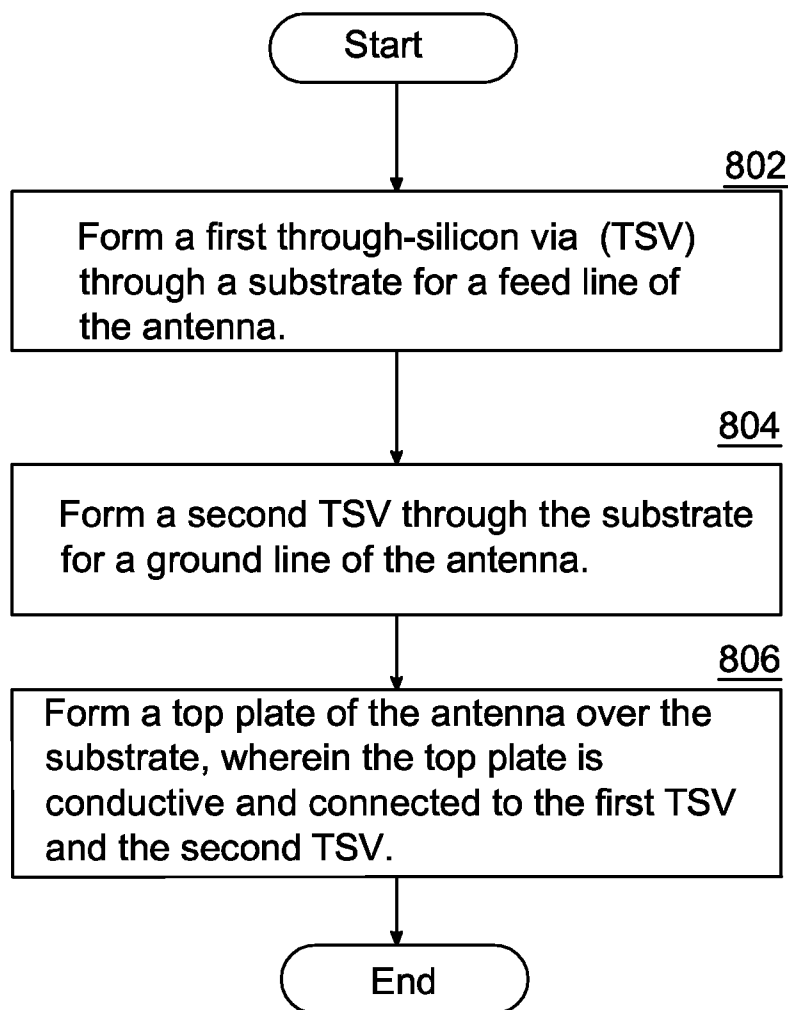 Start
802
Form a first through-silicon via (TSV)
through a substrate for a feed line of
the antenna.
804
Form a second TSV through the substrate
for a ground line of the antenna.
806
Form a top plate of the antenna over the
substrate, wherein the top plate is
conductive and connected to the first TSV
and the second TSV.
End